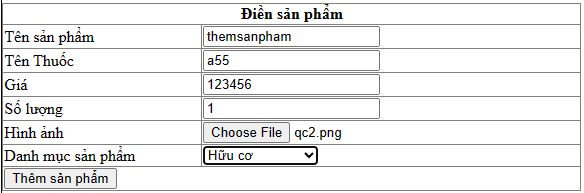 Điền sản phẩm
Tên sản phẩm themsanpham
Tên Thuốc a55
Giá 123456
Số lượng 1
Hình ảnh Choose File qc2.png
Danh mục sản phẩm Hữu cơ
Thêm sản phẩm